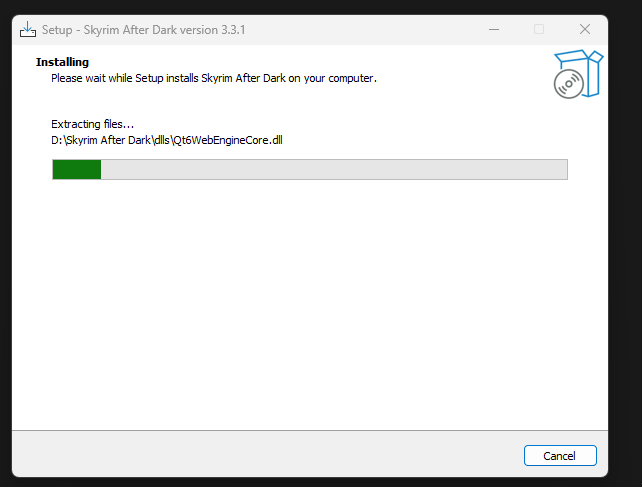 Setup - Skyrim After Dark version 3.3.1
Installing
Please wait while Setup installs Skyrim After Dark on your computer.
Extracting files...
D:\Skyrim After Dark\dlls\Qt6WebEngineCore.dll
Cancel